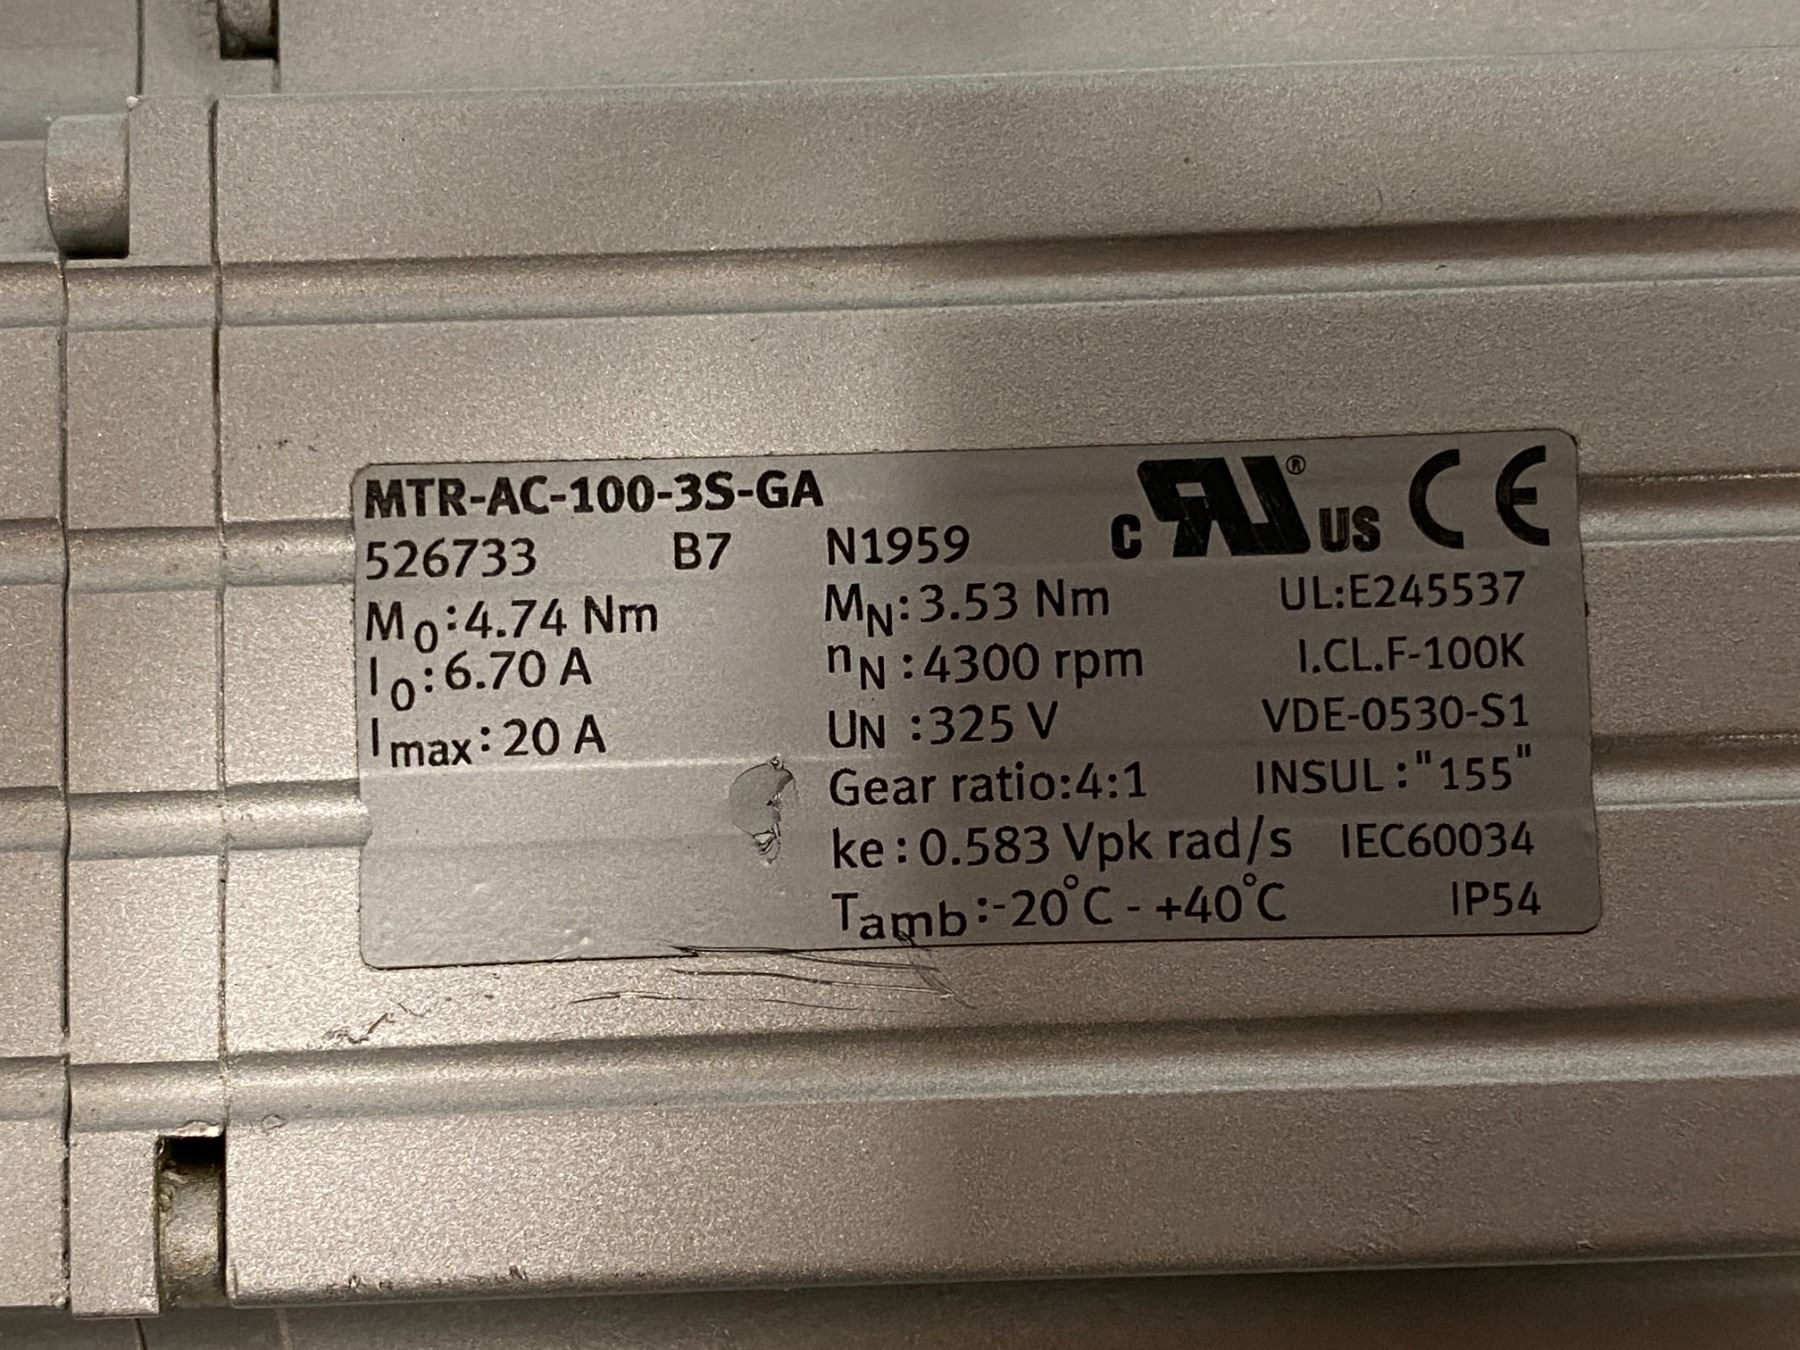 MTR-AC-100-3S-GA
526733 B7 N1959 c RU® US CE
M0:4.74 Nm MN:3.53 Nm UL:E245537
I0:6.70 A nN:4300 rpm I.CL.F-100K
Imax:20 A UN:325 V VDE-0530-S1
Gear ratio:4:1 INSUL:"155"
ke:0.583 Vpk rad/s IEC60034
Tamb:-20°C - +40°C IP54